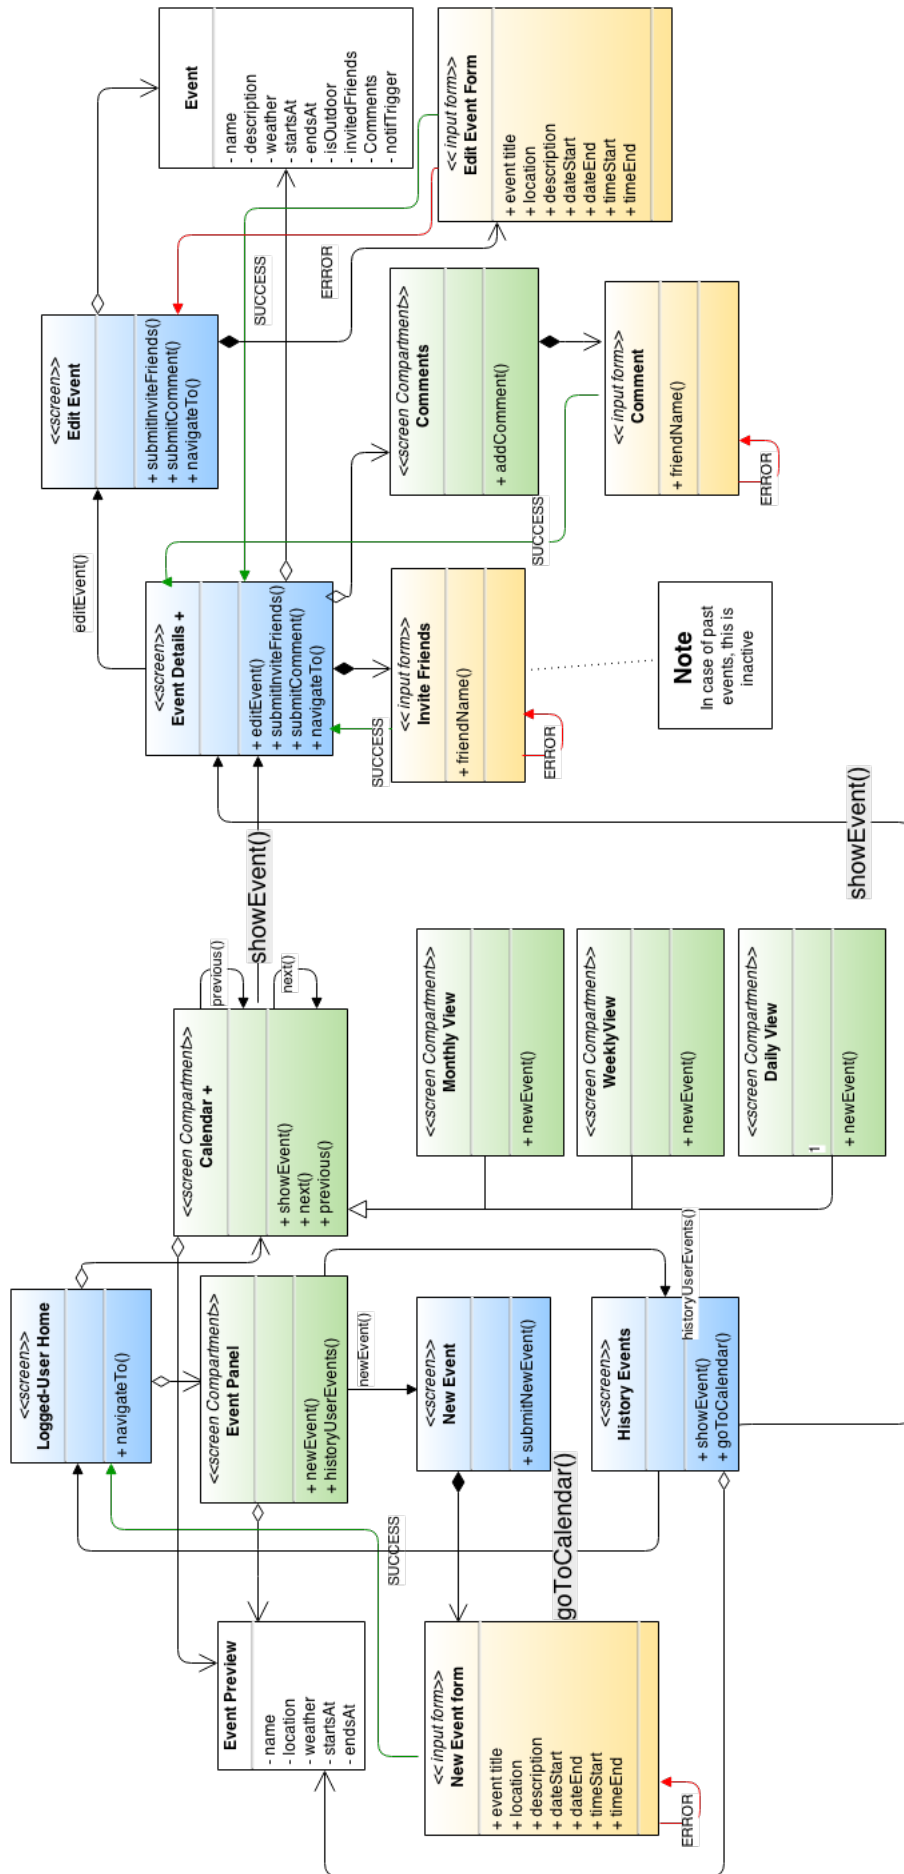 <<screen>>
Logged-User Home
+ navigateTo()
<<screen Compartment>>
Calendar +
+ showEvent()
+ next()
+ previous()
previous()
next()
showEvent()
<<screen>>
Event Details +
+ editEvent()
+ submitInviteFriends()
+ submitComment()
+ navigateTo()
editEvent()
<<screen>>
Edit Event
+ submitInviteFriends()
+ submitComment()
+ navigateTo()
Event
- name
- description
- weather
- startsAt
- endsAt
- isOutdoor
- invitedFriends
- Comments
- notifTrigger
SUCCESS
ERROR
Event Preview
- name
- location
- weather
- startsAt
- endsAt
<<screen Compartment>>
Event Panel
+ newEvent()
+ historyUserEvents()
newEvent()
SUCCESS
<< input form>>
New Event form
+ event title
+ location
+ description
+ dateStart
+ dateEnd
+ timeStart
+ timeEnd
ERROR
<<screen>>
New Event
+ submitNewEvent()
goToCalendar()
<<screen>>
History Events
+ showEvent()
+ goToCalendar()
historyUserEvents()
<<screen Compartment>>
Monthly View
+ newEvent()
<<screen Compartment>>
WeeklyView
+ newEvent()
<<screen Compartment>>
Daily View
1
+ newEvent()
showEvent()
SUCCESS
<< input form>>
Invite Friends
+ friendName()
ERROR
Note
In case of past
events, this is
inactive
<<screen Compartment>>
Comments
+ addComment()
SUCCESS
<< input form>>
Comment
+ friendName()
ERROR
<< input form>>
Edit Event Form
+ event title
+ location
+ description
+ dateStart
+ dateEnd
+ timeStart
+ timeEnd